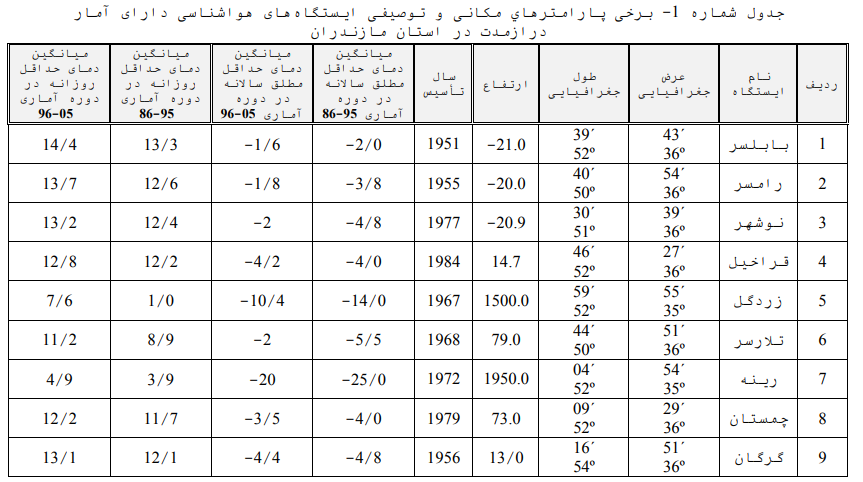 جدول شماره 1- برخی پارامترهاي مکانی و توصیفی ایستگاه‌های هواشناسی دارای آمار
درازمدت در استان مازندران
ردیف | نام ایستگاه | عرض جغرافیایی | طول جغرافیایی | ارتفاع | سال تأسیس | میانگین دمای حداقل مطلق سالانه در دوره آماری 86-95 | میانگین دمای حداقل مطلق سالانه در دوره آماری 96-05 | میانگین دمای حداقل روزانه در دوره آماری 86-95 | میانگین دمای حداقل روزانه در دوره آماری 96-05
1 | بابلسر | 43´ 36º | 39´ 52º | -21.0 | 1951 | -2/0 | -1/6 | 13/3 | 14/4
2 | رامسر | 54´ 36º | 40´ 50º | -20.0 | 1955 | -3/8 | -1/8 | 12/6 | 13/7
3 | نوشهر | 39´ 36º | 30´ 51º | -20.9 | 1977 | -4/8 | -2 | 12/4 | 13/2
4 | قراخیل | 27´ 36º | 46´ 52º | 14.7 | 1984 | -4/0 | -4/2 | 12/2 | 12/8
5 | زردگل | 55´ 35º | 59´ 52º | 1500.0 | 1967 | -14/0 | -10/4 | 1/0 | 7/6
6 | تلارسر | 51´ 36º | 44´ 50º | 79.0 | 1968 | -5/5 | -2 | 8/9 | 11/2
7 | رینه | 54´ 35º | 04´ 52º | 1950.0 | 1972 | -25/0 | -20 | 3/9 | 4/9
8 | چمستان | 29´ 36º | 09´ 52º | 73.0 | 1979 | -4/0 | -3/5 | 11/7 | 12/2
9 | گرگان | 51´ 36º | 16´ 54º | 13/0 | 1956 | -4/8 | -4/4 | 12/1 | 13/1